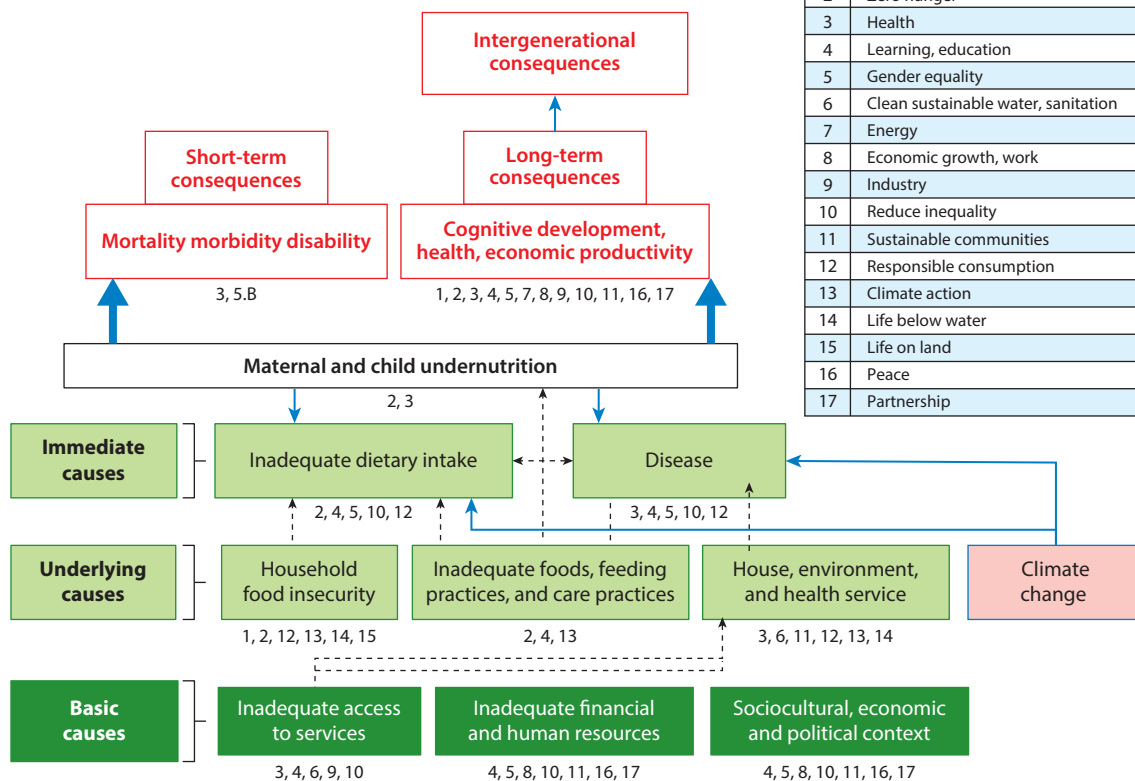 Intergenerational
consequences
Short-term
consequences
Long-term
consequences
Mortality morbidity disability
Cognitive development,
health, economic productivity
3, 5.B
1, 2, 3, 4, 5, 7, 8, 9, 10, 11, 16, 17
Maternal and child undernutrition
2, 3
Immediate
causes
Inadequate dietary intake
Disease
2, 4, 5, 10, 12
3, 4, 5, 10, 12
Underlying
causes
Household
food insecurity
Inadequate foods, feeding
practices, and care practices
House, environment,
and health service
Climate
change
1, 2, 12, 13, 14, 15
2, 4, 13
3, 6, 11, 12, 13, 14
Basic
causes
Inadequate access
to services
Inadequate financial
and human resources
Sociocultural, economic
and political context
3, 4, 6, 9, 10
4, 5, 8, 10, 11, 16, 17
4, 5, 8, 10, 11, 16, 17
3 Health
4 Learning, education
5 Gender equality
6 Clean sustainable water, sanitation
7 Energy
8 Economic growth, work
9 Industry
10 Reduce inequality
11 Sustainable communities
12 Responsible consumption
13 Climate action
14 Life below water
15 Life on land
16 Peace
17 Partnership